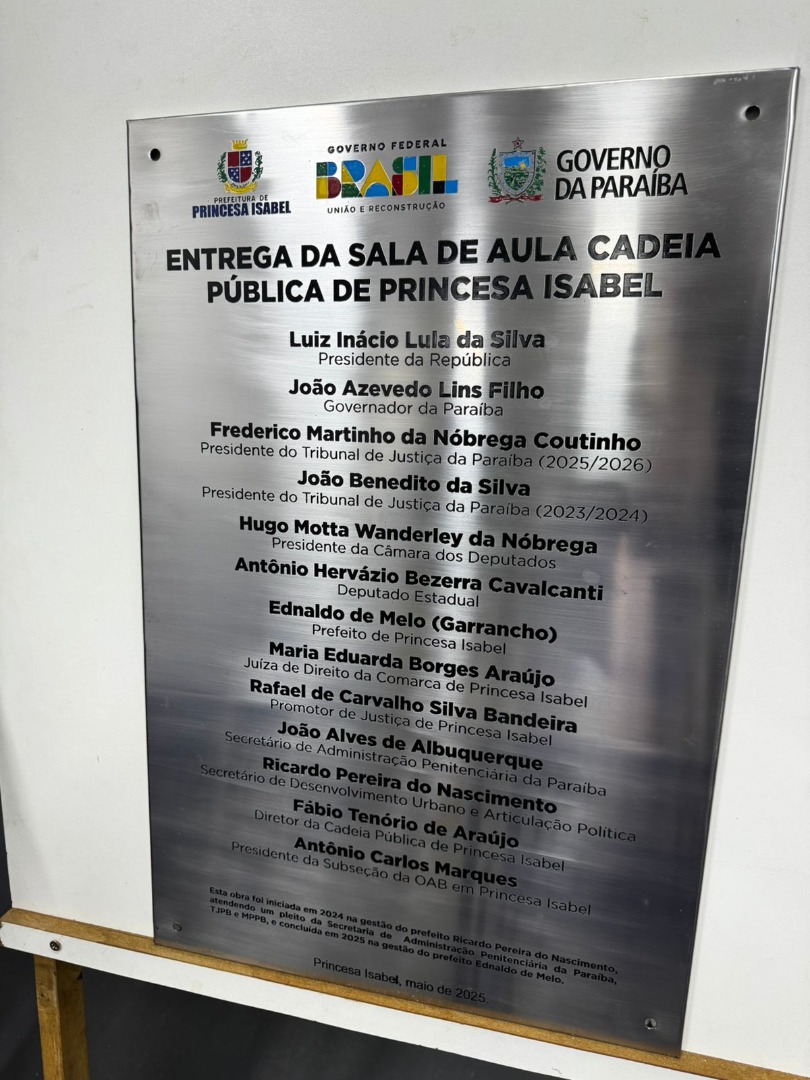 PREFEITURA DE
PRINCESA ISABEL
GOVERNO FEDERAL
BRASIL
UNIÃO E RECONSTRUÇÃO
GOVERNO
DA PARAÍBA
ENTREGA DA SALA DE AULA CADEIA
PÚBLICA DE PRINCESA ISABEL
Luiz Inácio Lula da Silva
Presidente da República
João Azevedo Lins Filho
Governador da Paraíba
Frederico Martinho da Nóbrega Coutinho
Presidente do Tribunal de Justiça da Paraíba (2025/2026)
João Benedito da Silva
Presidente do Tribunal de Justiça da Paraíba (2023/2024)
Hugo Motta Wanderley da Nóbrega
Presidente da Câmara dos Deputados
Antônio Hervázio Bezerra Cavalcanti
Deputado Estadual
Ednaldo de Melo (Garrancho)
Prefeito de Princesa Isabel
Maria Eduarda Borges Araújo
Juíza de Direito da Comarca de Princesa Isabel
Rafael de Carvalho Silva Bandeira
Promotor de Justiça de Princesa Isabel
João Alves de Albuquerque
Secretário de Administração Penitenciária da Paraíba
Ricardo Pereira do Nascimento
Secretário de Desenvolvimento Urbano e Articulação Política
Fábio Tenório de Araújo
Diretor da Cadeia Pública de Princesa Isabel
Antônio Carlos Marques
Presidente da Subseção da OAB em Princesa Isabel
Esta obra foi iniciada em 2024 na gestão do prefeito Ricardo Pereira do Nascimento,
atendendo um pleito da Secretaria de Administração Penitenciária da Paraíba,
TJPB e MPPB, e concluída em 2025 na gestão do prefeito Ednaldo de Melo.
Princesa Isabel, maio de 2025.